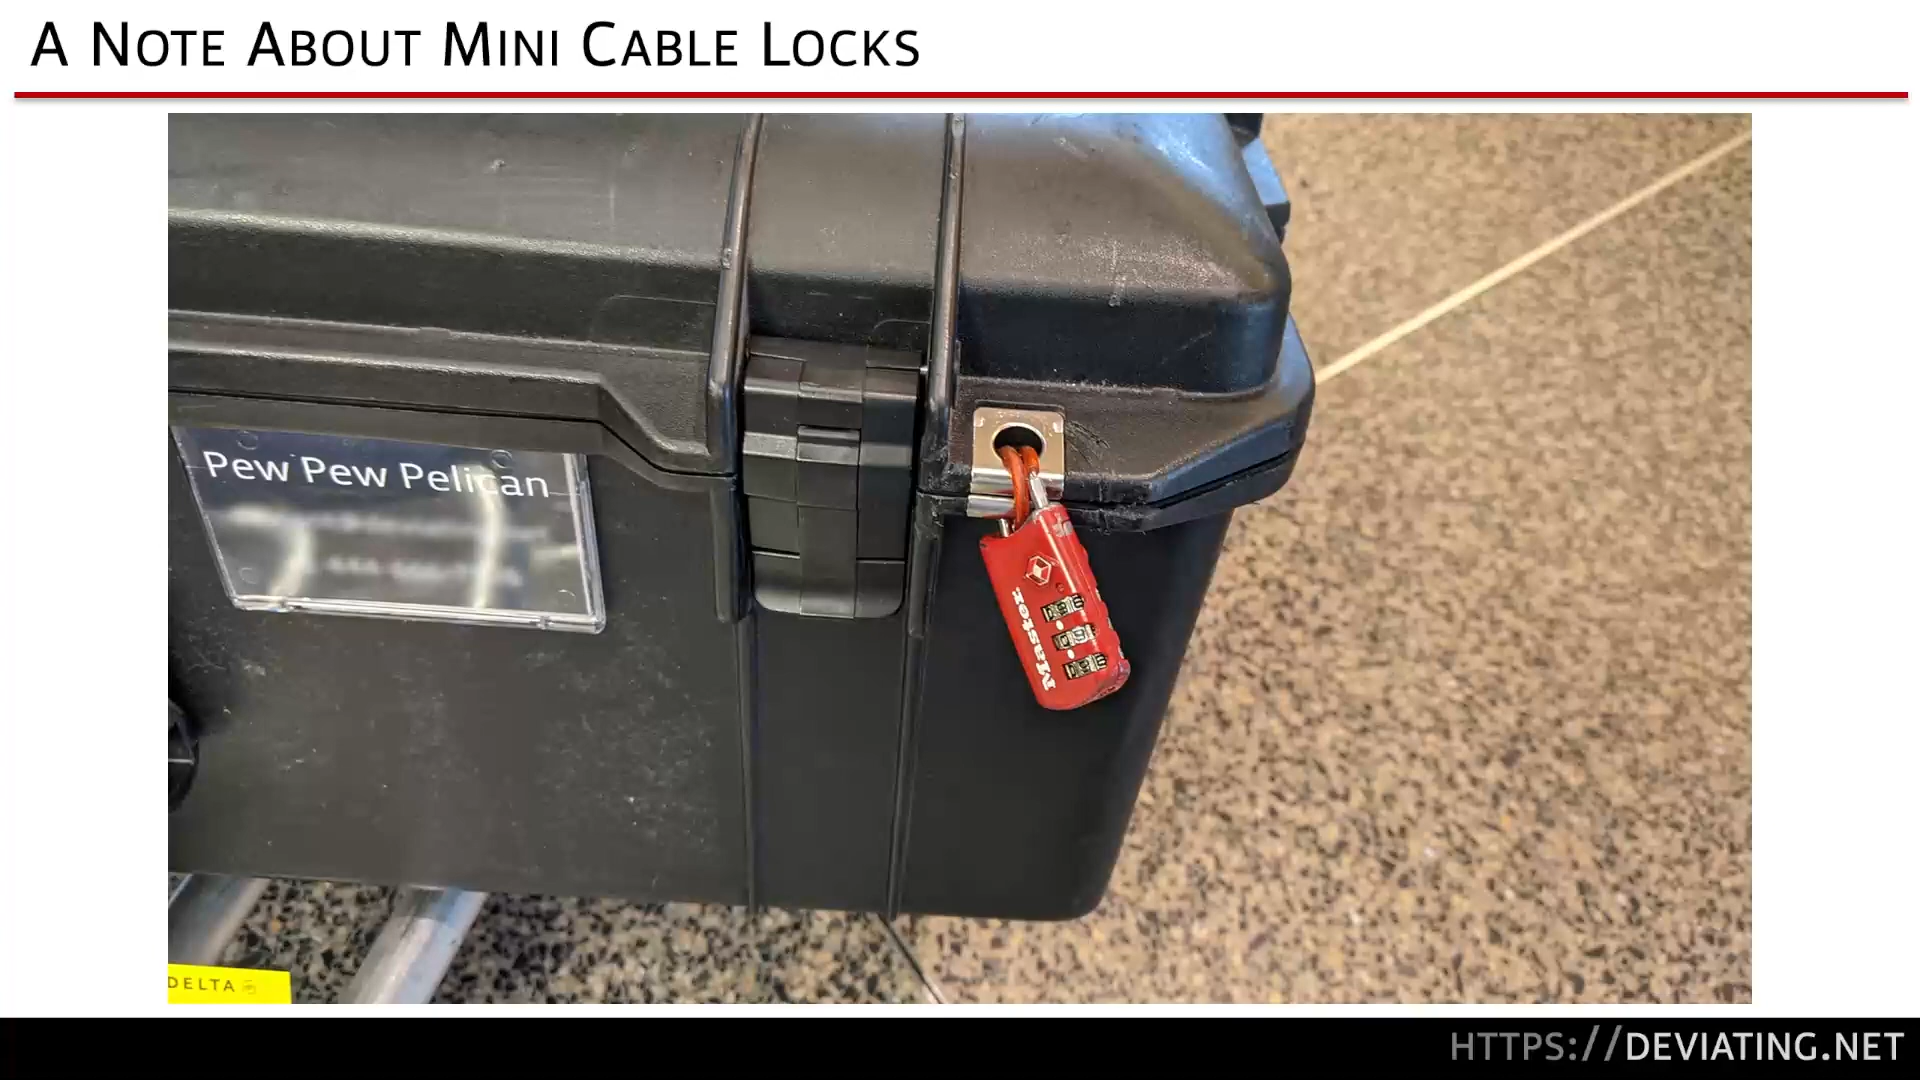 A NOTE ABOUT MINI CABLE LOCKS
Pew Pew Pelican
Master
DELTA
HTTPS://DEVIATING.NET